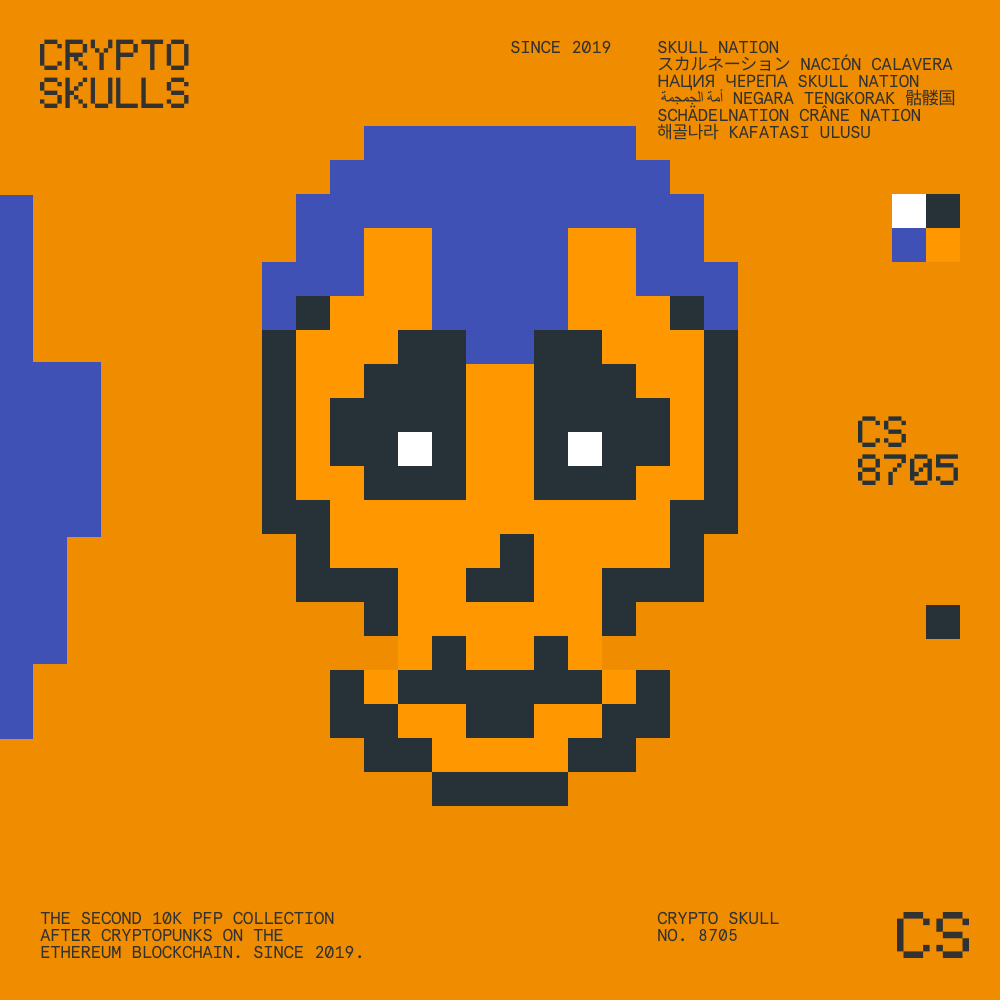 CRYPTO
SKULLS
SINCE 2019
SKULL NATION
スカルネーション NACIÓN CALAVERA
НАЦИЯ ЧЕРЕПА SKULL NATION
أمة الجمجمة NEGARA TENGKORAK 骷髅国
SCHÄDELNATION CRÂNE NATION
해골나라 KAFATASI ULUSU
CS
8705
THE SECOND 10K PFP COLLECTION
AFTER CRYPTOPUNKS ON THE
ETHEREUM BLOCKCHAIN. SINCE 2019.
CRYPTO SKULL
NO. 8705
CS